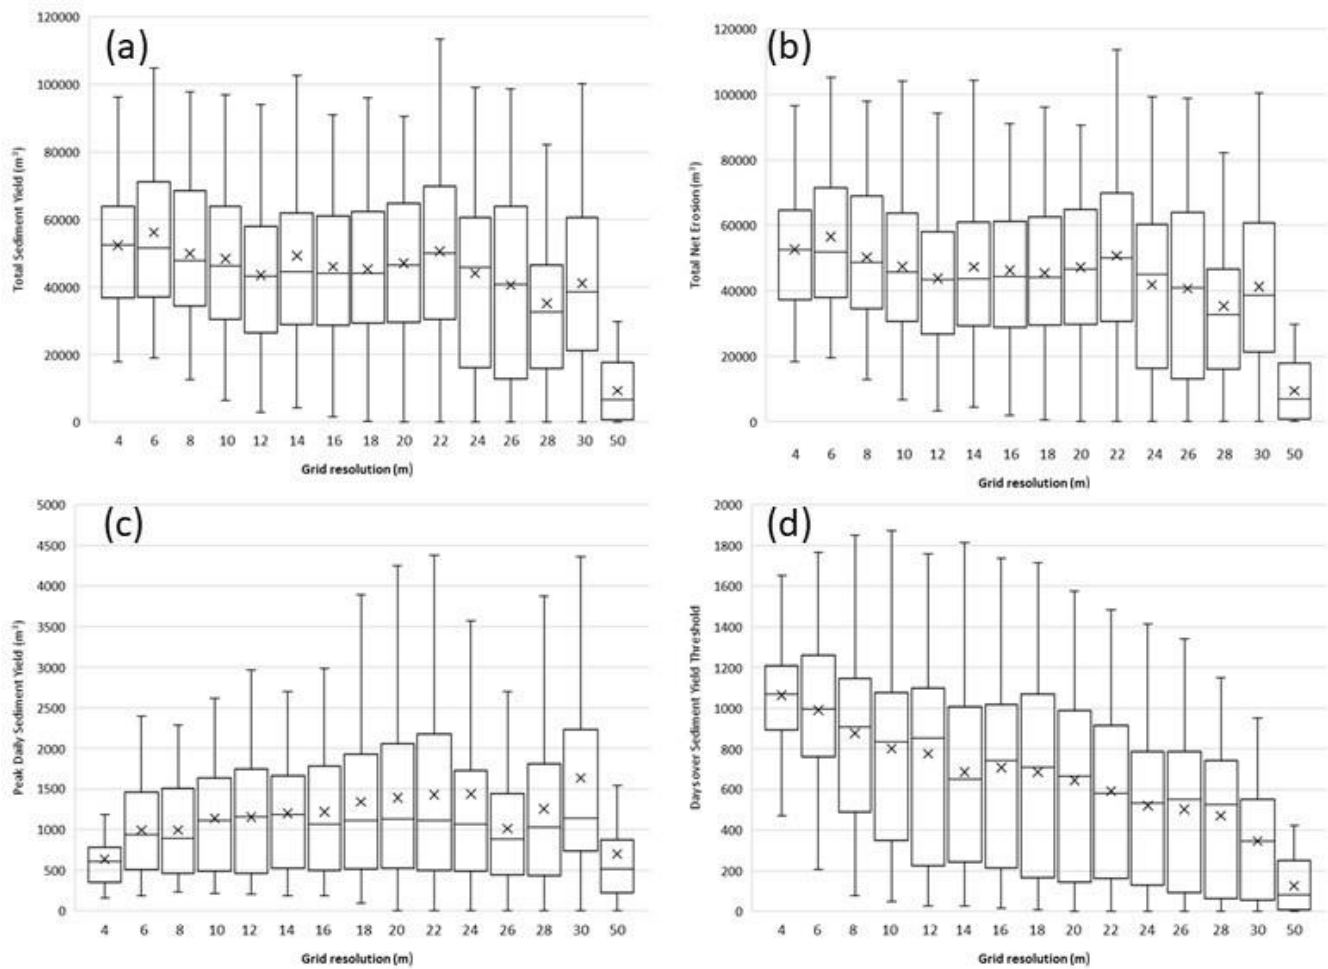 (a)
Total Sediment Yield (m³)
120000
100000
80000
60000
40000
20000
0
4 6 8 10 12 14 16 18 20 22 24 26 28 30 50
Grid resolution (m)
(b)
Total Net Erosion (m³)
120000
100000
80000
60000
40000
20000
0
4 6 8 10 12 14 16 18 20 22 24 26 28 30 50
Grid resolution (m)
(c)
Peak Daily Sediment Yield (m³)
5000
4500
4000
3500
3000
2500
2000
1500
1000
500
0
4 6 8 10 12 14 16 18 20 22 24 26 28 30 50
Grid resolution (m)
(d)
Days over Sediment Yield Threshold
2000
1800
1600
1400
1200
1000
800
600
400
200
0
4 6 8 10 12 14 16 18 20 22 24 26 28 30 50
Grid resolution (m)